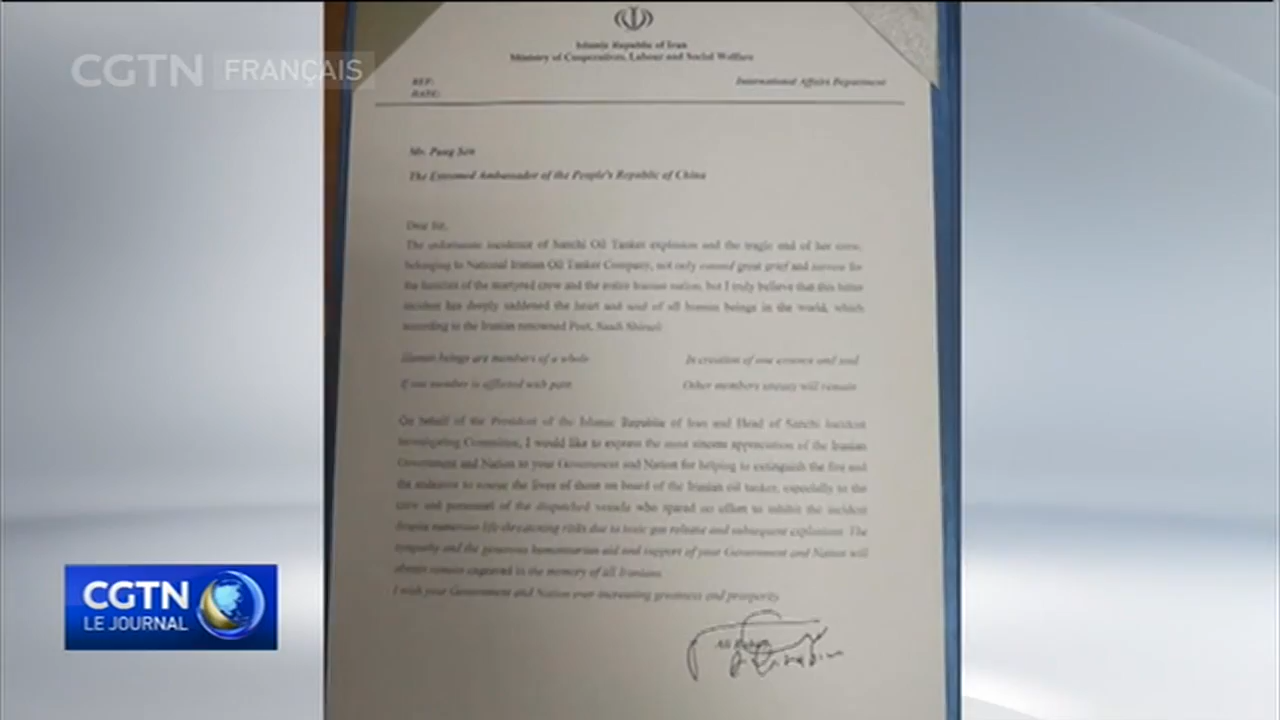 CGTN FRANÇAIS
Islamic Republic of Iran
Ministry of Cooperatives, Labour and Social Welfare
REF:
DATE:
International Affairs Department
Mr. Pang Sen
The Esteemed Ambassador of the People's Republic of China
Dear Sir,
The unfortunate incidence of Sanchi Oil Tanker explosion and the tragic end of her crew,
belonging to National Iranian Oil Tanker Company, not only caused great grief and sorrow for
the families of the martyred crew and the entire Iranian nation, but I truly believe that this bitter
incident has deeply saddened the heart and soul of all human beings in the world, which
according to the Iranian renowned Poet, Saadi Shirazi:
Human beings are members of a whole
In creation of one essence and soul
If one member is afflicted with pain
Other members uneasy will remain
On behalf of the President of the Islamic Republic of Iran and Head of Sanchi Incident
Investigating Committee, I would like to express the most sincere appreciation of the Iranian
Government and Nation to your Government and Nation for helping to extinguish the fire and
the endeavor to rescue the lives of those on board of the Iranian oil tanker, especially to the
crew and personnel of the dispatched vessels who spared no effort to inhibit the incident
despite numerous life-threatening risks due to toxic gas release and subsequent explosions. The
sympathy and the generous humanitarian aid and support of your Government and Nation will
always remain engraved in the memory of all Iranians.
I wish your Government and Nation ever increasing greatness and prosperity.
Ali
CGTN
LE JOURNAL